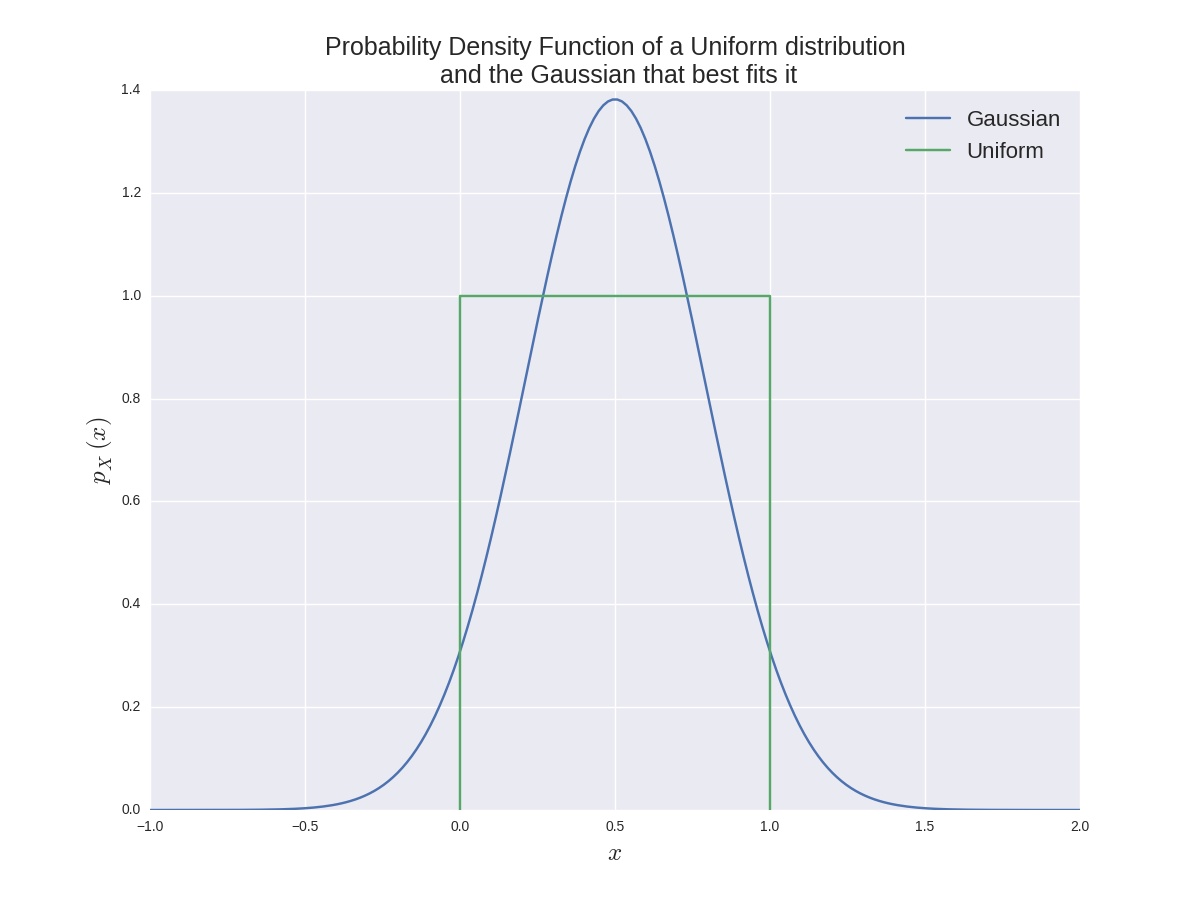 Probability Density Function of a Uniform distribution
and the Gaussian that best fits it
1.4
1.2
1.0
0.8
0.6
0.4
0.2
0.0
p_X (x)
Gaussian
Uniform
−1.0 −0.5 0.0 0.5 1.0 1.5 2.0
x